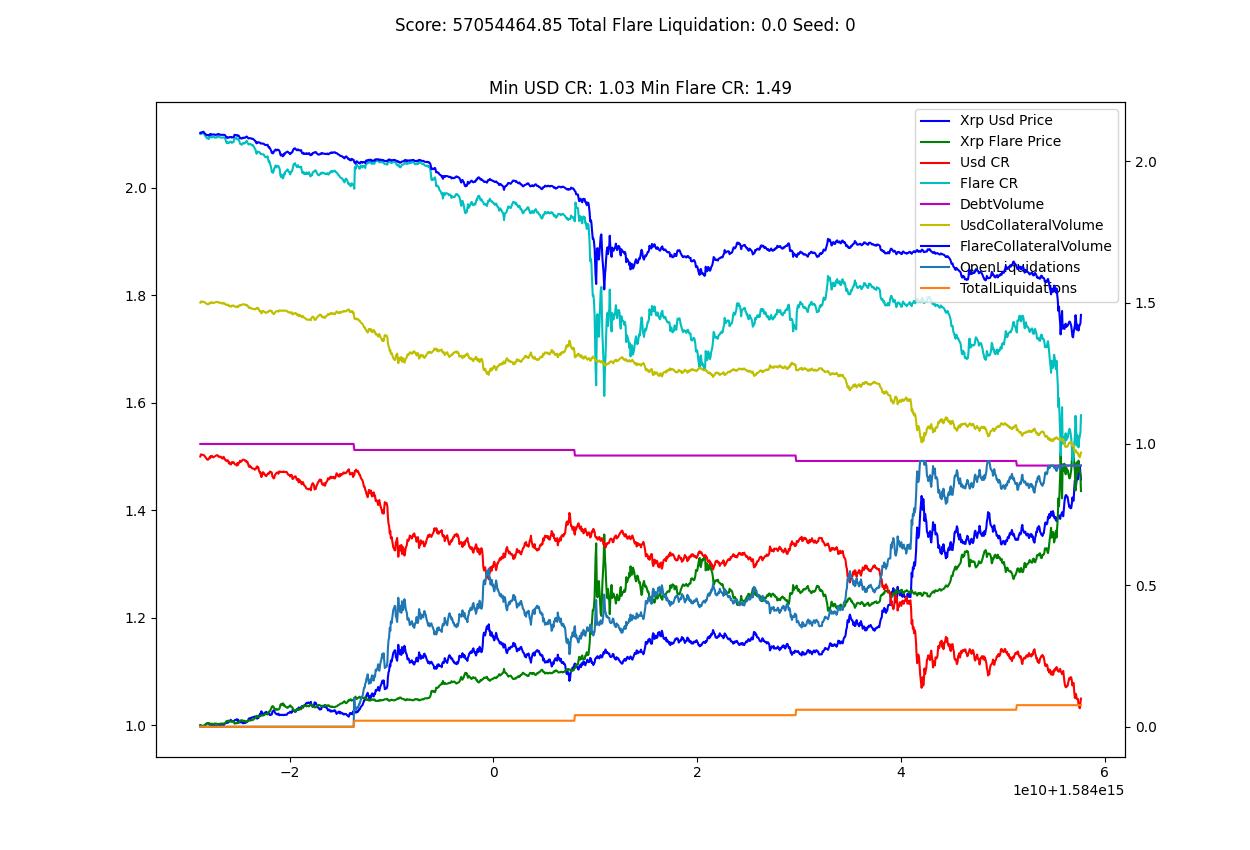 Score: 57054464.85 Total Flare Liquidation: 0.0 Seed: 0
Min USD CR: 1.03 Min Flare CR: 1.49
Xrp Usd Price
Xrp Flare Price
Usd CR
Flare CR
DebtVolume
UsdCollateralVolume
FlareCollateralVolume
OpenLiquidations
TotalLiquidations
2.0
1.8
1.6
1.4
1.2
1.0
2.0
1.5
1.0
0.5
0.0
−2 0 2 4 6
1e10+1.584e15